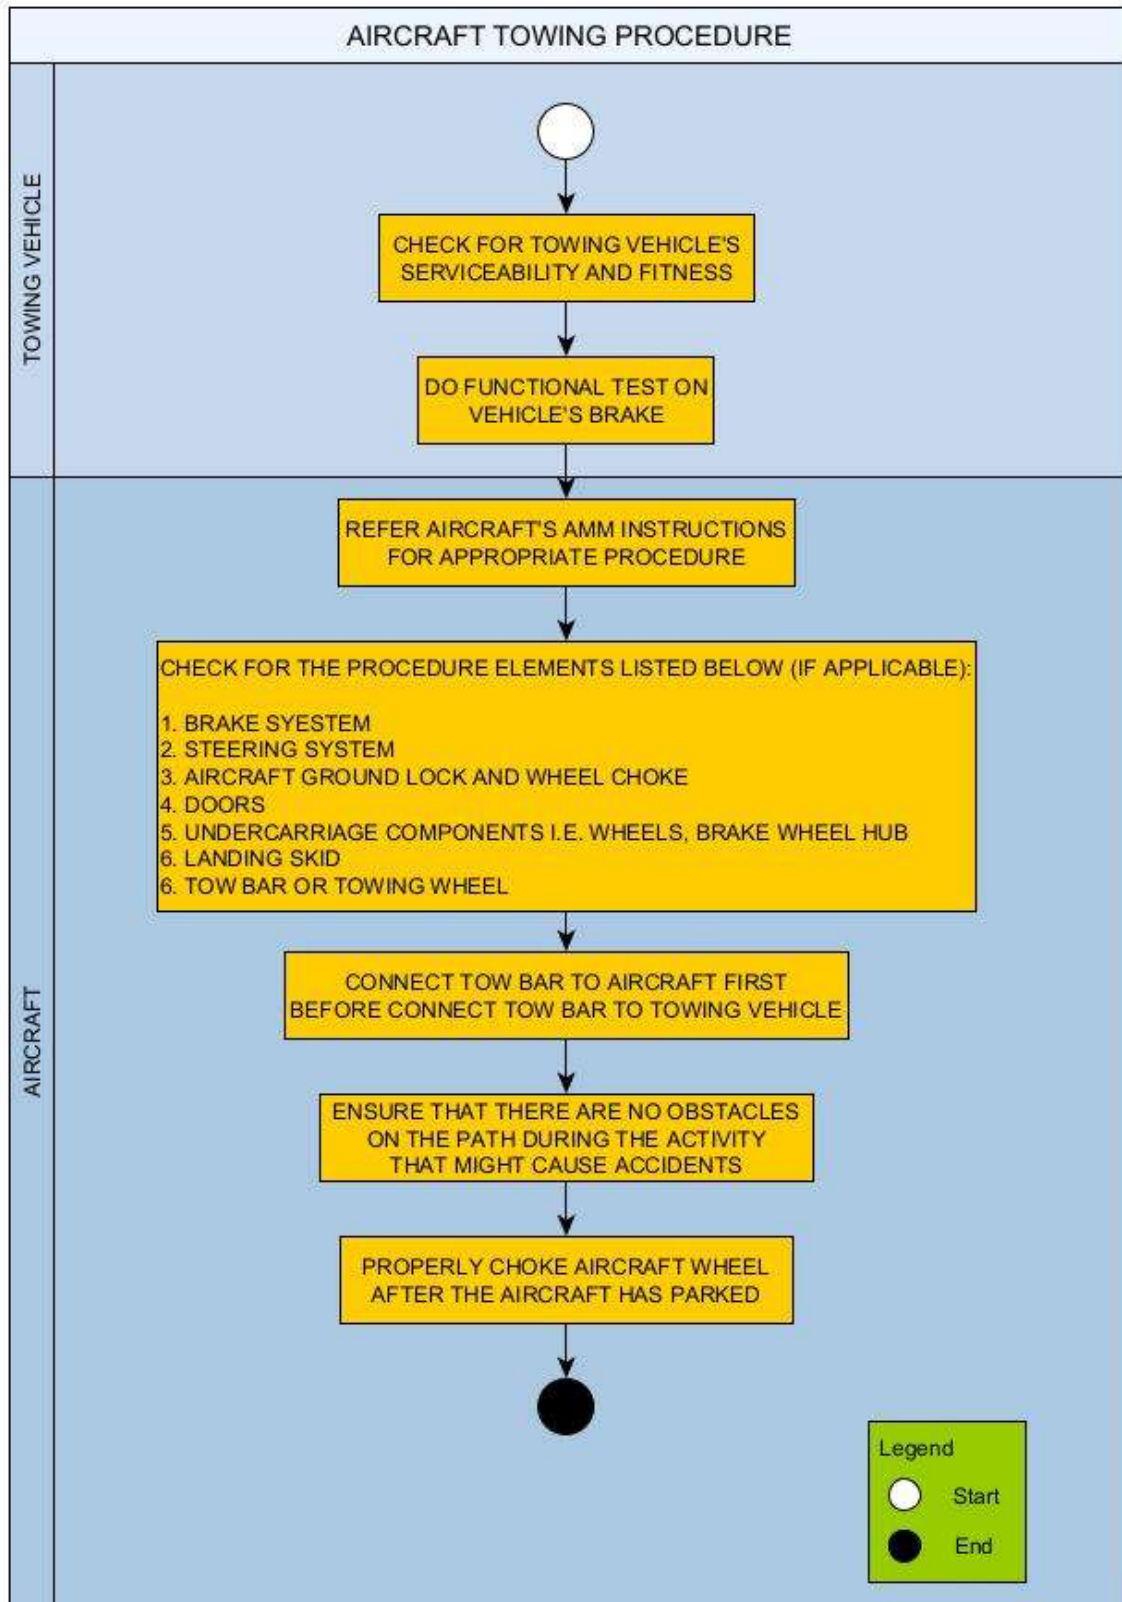 AIRCRAFT TOWING PROCEDURE
TOWING VEHICLE
CHECK FOR TOWING VEHICLE'S
SERVICEABILITY AND FITNESS
DO FUNCTIONAL TEST ON
VEHICLE'S BRAKE
AIRCRAFT
REFER AIRCRAFT'S AMM INSTRUCTIONS
FOR APPROPRIATE PROCEDURE
CHECK FOR THE PROCEDURE ELEMENTS LISTED BELOW (IF APPLICABLE):
1. BRAKE SYESTEM
2. STEERING SYSTEM
3. AIRCRAFT GROUND LOCK AND WHEEL CHOKE
4. DOORS
5. UNDERCARRIAGE COMPONENTS I.E. WHEELS, BRAKE WHEEL HUB
6. LANDING SKID
6. TOW BAR OR TOWING WHEEL
CONNECT TOW BAR TO AIRCRAFT FIRST
BEFORE CONNECT TOW BAR TO TOWING VEHICLE
ENSURE THAT THERE ARE NO OBSTACLES
ON THE PATH DURING THE ACTIVITY
THAT MIGHT CAUSE ACCIDENTS
PROPERLY CHOKE AIRCRAFT WHEEL
AFTER THE AIRCRAFT HAS PARKED
Legend
Start
End